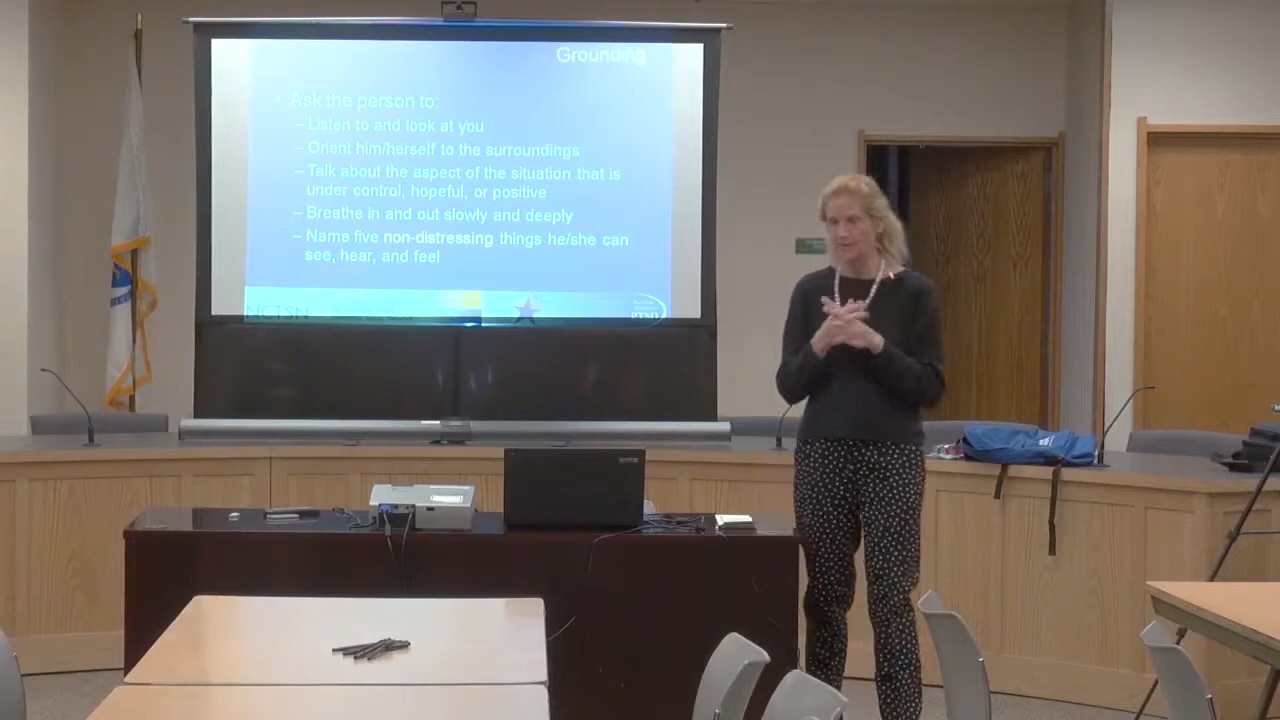 Grounding
• Ask the person to:
– Listen to and look at you
– Orient him/herself to the surroundings
– Talk about the aspect of the situation that is
under control, hopeful, or positive
– Breathe in and out slowly and deeply
– Name five non-distressing things he/she can
see, hear, and feel
NCTSN
PTSD